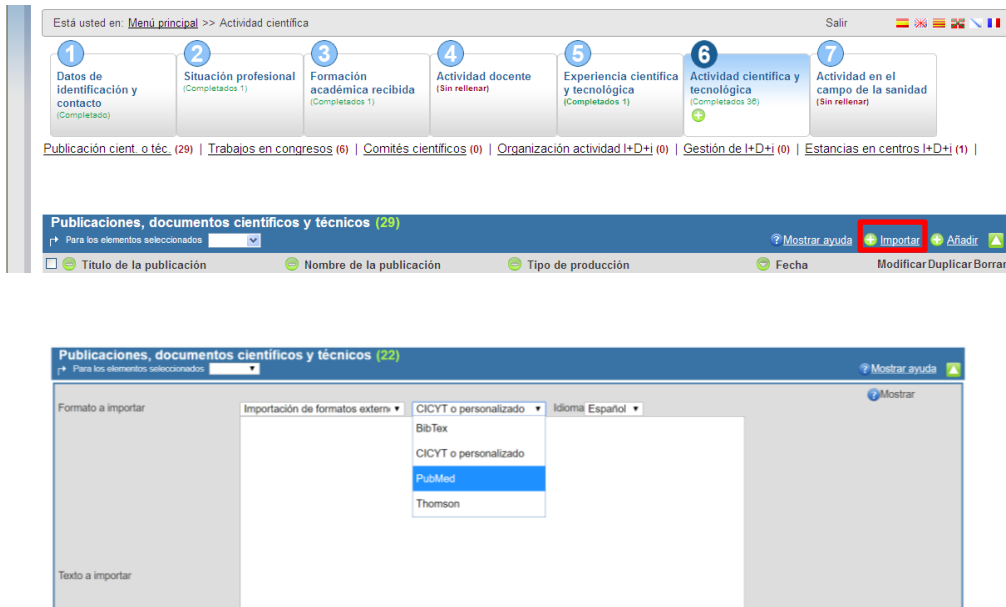 Está usted en: Menú principal >> Actividad científica
Salir
1
Datos de
identificación y
contacto
(Completado)
2
Situación profesional
(Completados 1)
3
Formación
académica recibida
(Completados 1)
4
Actividad docente
(Sin rellenar)
5
Experiencia científica
y tecnológica
(Completados 1)
6
Actividad científica y
tecnológica
(Completados 36)
7
Actividad en el
campo de la sanidad
(Sin rellenar)
Publicación cient. o téc. (29) | Trabajos en congresos (6) | Comités científicos (0) | Organización actividad I+D+i (0) | Gestión de I+D+i (0) | Estancias en centros I+D+i (1) |
Publicaciones, documentos científicos y técnicos (29)
Para los elementos seleccionados
Mostrar ayuda Importar Añadir
Título de la publicación Nombre de la publicación Tipo de producción Fecha Modificar Duplicar Borrar
Publicaciones, documentos científicos y técnicos (22)
Para los elementos seleccionados
Mostrar ayuda
Mostrar
Formato a importar Importación de formatos extern CICYT o personalizado Idioma Español
BibTex
CICYT o personalizado
PubMed
Thomson
Texto a importar